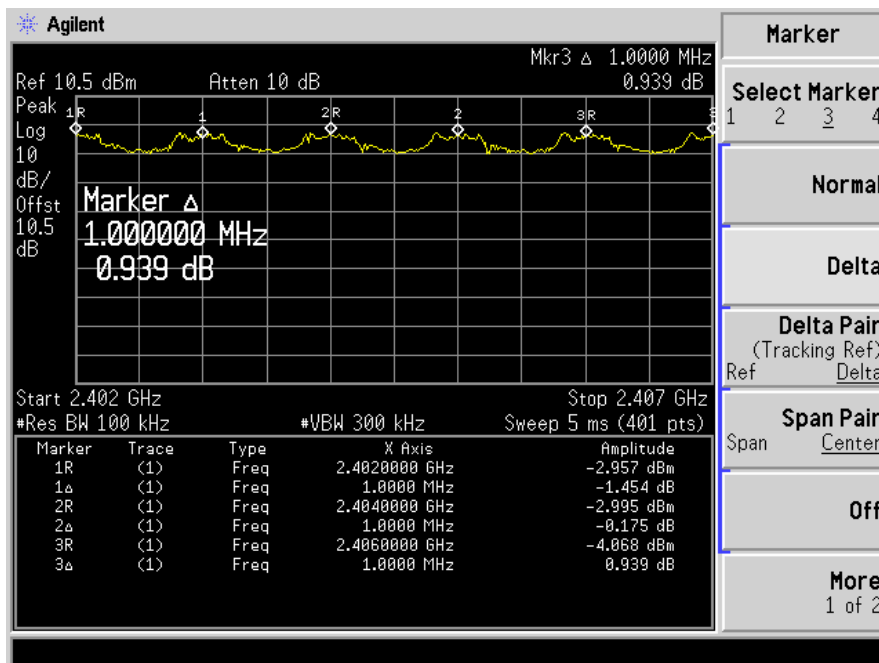 Agilent
Marker
Mkr3 Δ 1.0000 MHz
Ref 10.5 dBm Atten 10 dB 0.939 dB
Peak
Log
10
dB/
Offst
10.5
dB
1R 1 2R 2 3R 3
Marker Δ
1.000000 MHz
0.939 dB
Start 2.402 GHz Stop 2.407 GHz
#Res BW 100 kHz #VBW 300 kHz Sweep 5 ms (401 pts)
Marker Trace Type X Axis Amplitude
1R (1) Freq 2.4020000 GHz -2.957 dBm
1Δ (1) Freq 1.0000 MHz -1.454 dB
2R (1) Freq 2.4040000 GHz -2.995 dBm
2Δ (1) Freq 1.0000 MHz -0.175 dB
3R (1) Freq 2.4060000 GHz -4.068 dBm
3Δ (1) Freq 1.0000 MHz 0.939 dB
Select Marker
1 2 3 4
Normal
Delta
Delta Pair
(Tracking Ref)
Ref Delta
Span Pair
Span Center
Off
More
1 of 2